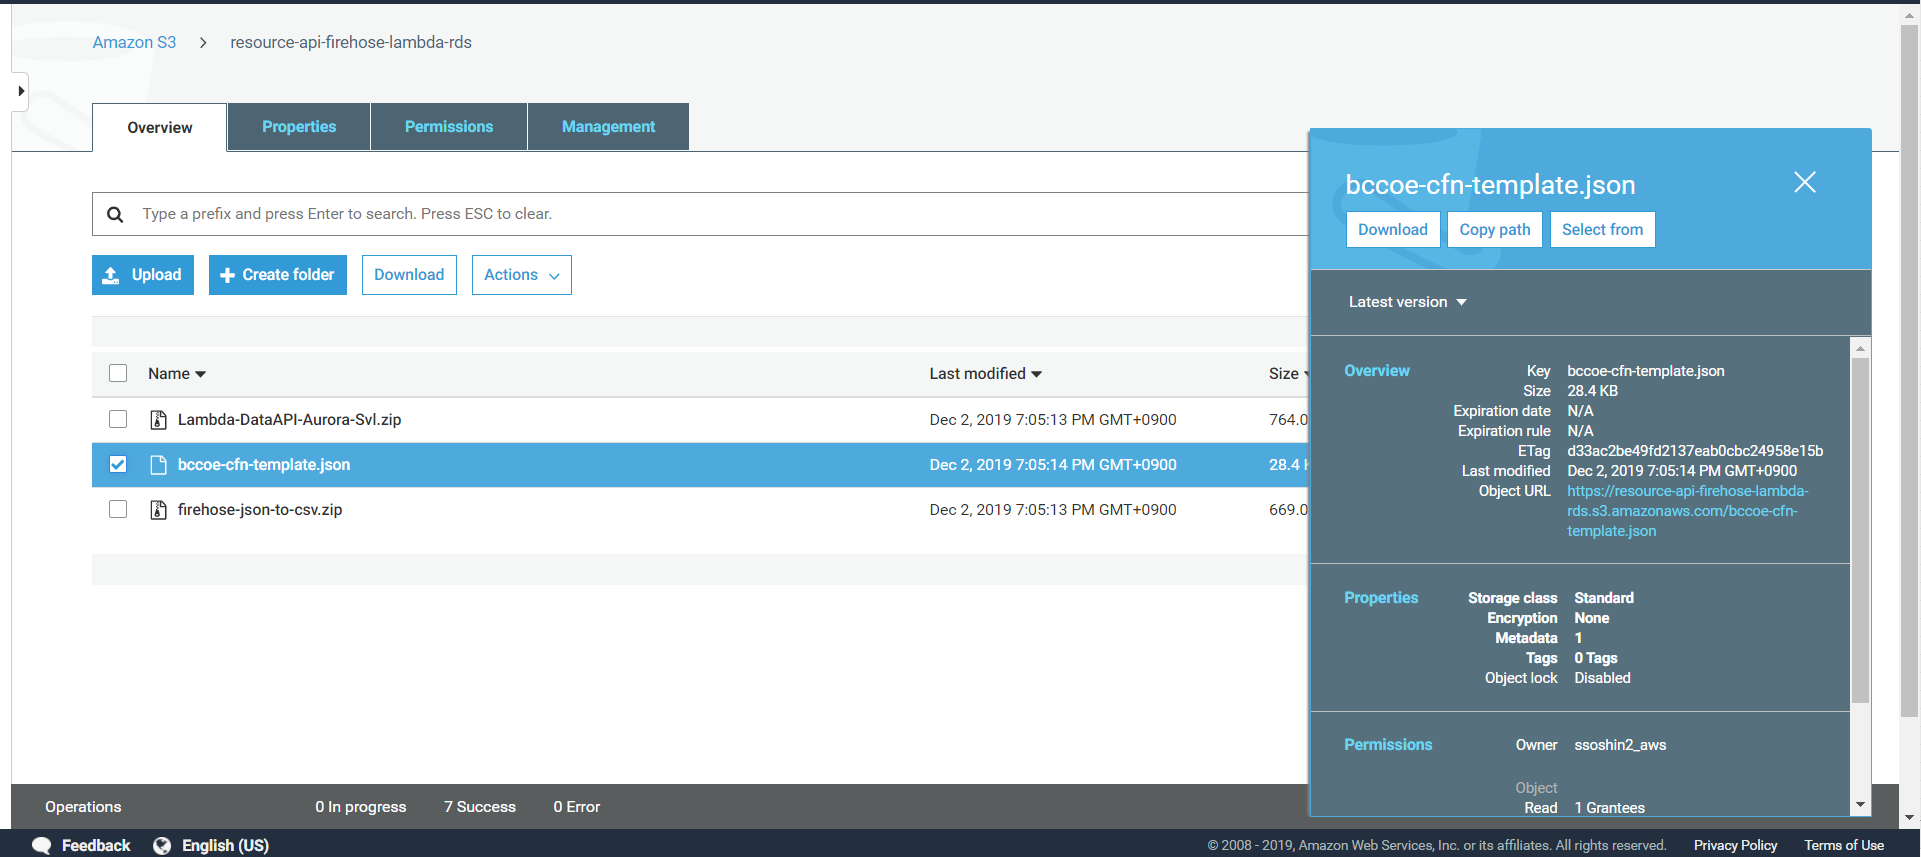 Amazon S3 > resource-api-firehose-lambda-rds
Overview Properties Permissions Management
Type a prefix and press Enter to search. Press ESC to clear.
Upload Create folder Download Actions
Name Last modified Size
Lambda-DataAPI-Aurora-Svl.zip Dec 2, 2019 7:05:13 PM GMT+0900 764.0
bccoe-cfn-template.json Dec 2, 2019 7:05:14 PM GMT+0900 28.4
firehose-json-to-csv.zip Dec 2, 2019 7:05:13 PM GMT+0900 669.0
bccoe-cfn-template.json
Download Copy path Select from
Latest version
Overview Key bccoe-cfn-template.json
Size 28.4 KB
Expiration date N/A
Expiration rule N/A
ETag d33ac2be49fd2137eab0cbc24958e15b
Last modified Dec 2, 2019 7:05:14 PM GMT+0900
Object URL https://resource-api-firehose-lambda-
rds.s3.amazonaws.com/bccoe-cfn-
template.json
Properties Storage class Standard
Encryption None
Metadata 1
Tags 0 Tags
Object lock Disabled
Permissions Owner ssoshin2_aws
Object
Read 1 Grantees
Operations 0 In progress 7 Success 0 Error
Feedback English (US) © 2008 - 2019, Amazon Web Services, Inc. or its affiliates. All rights reserved. Privacy Policy Terms of Use